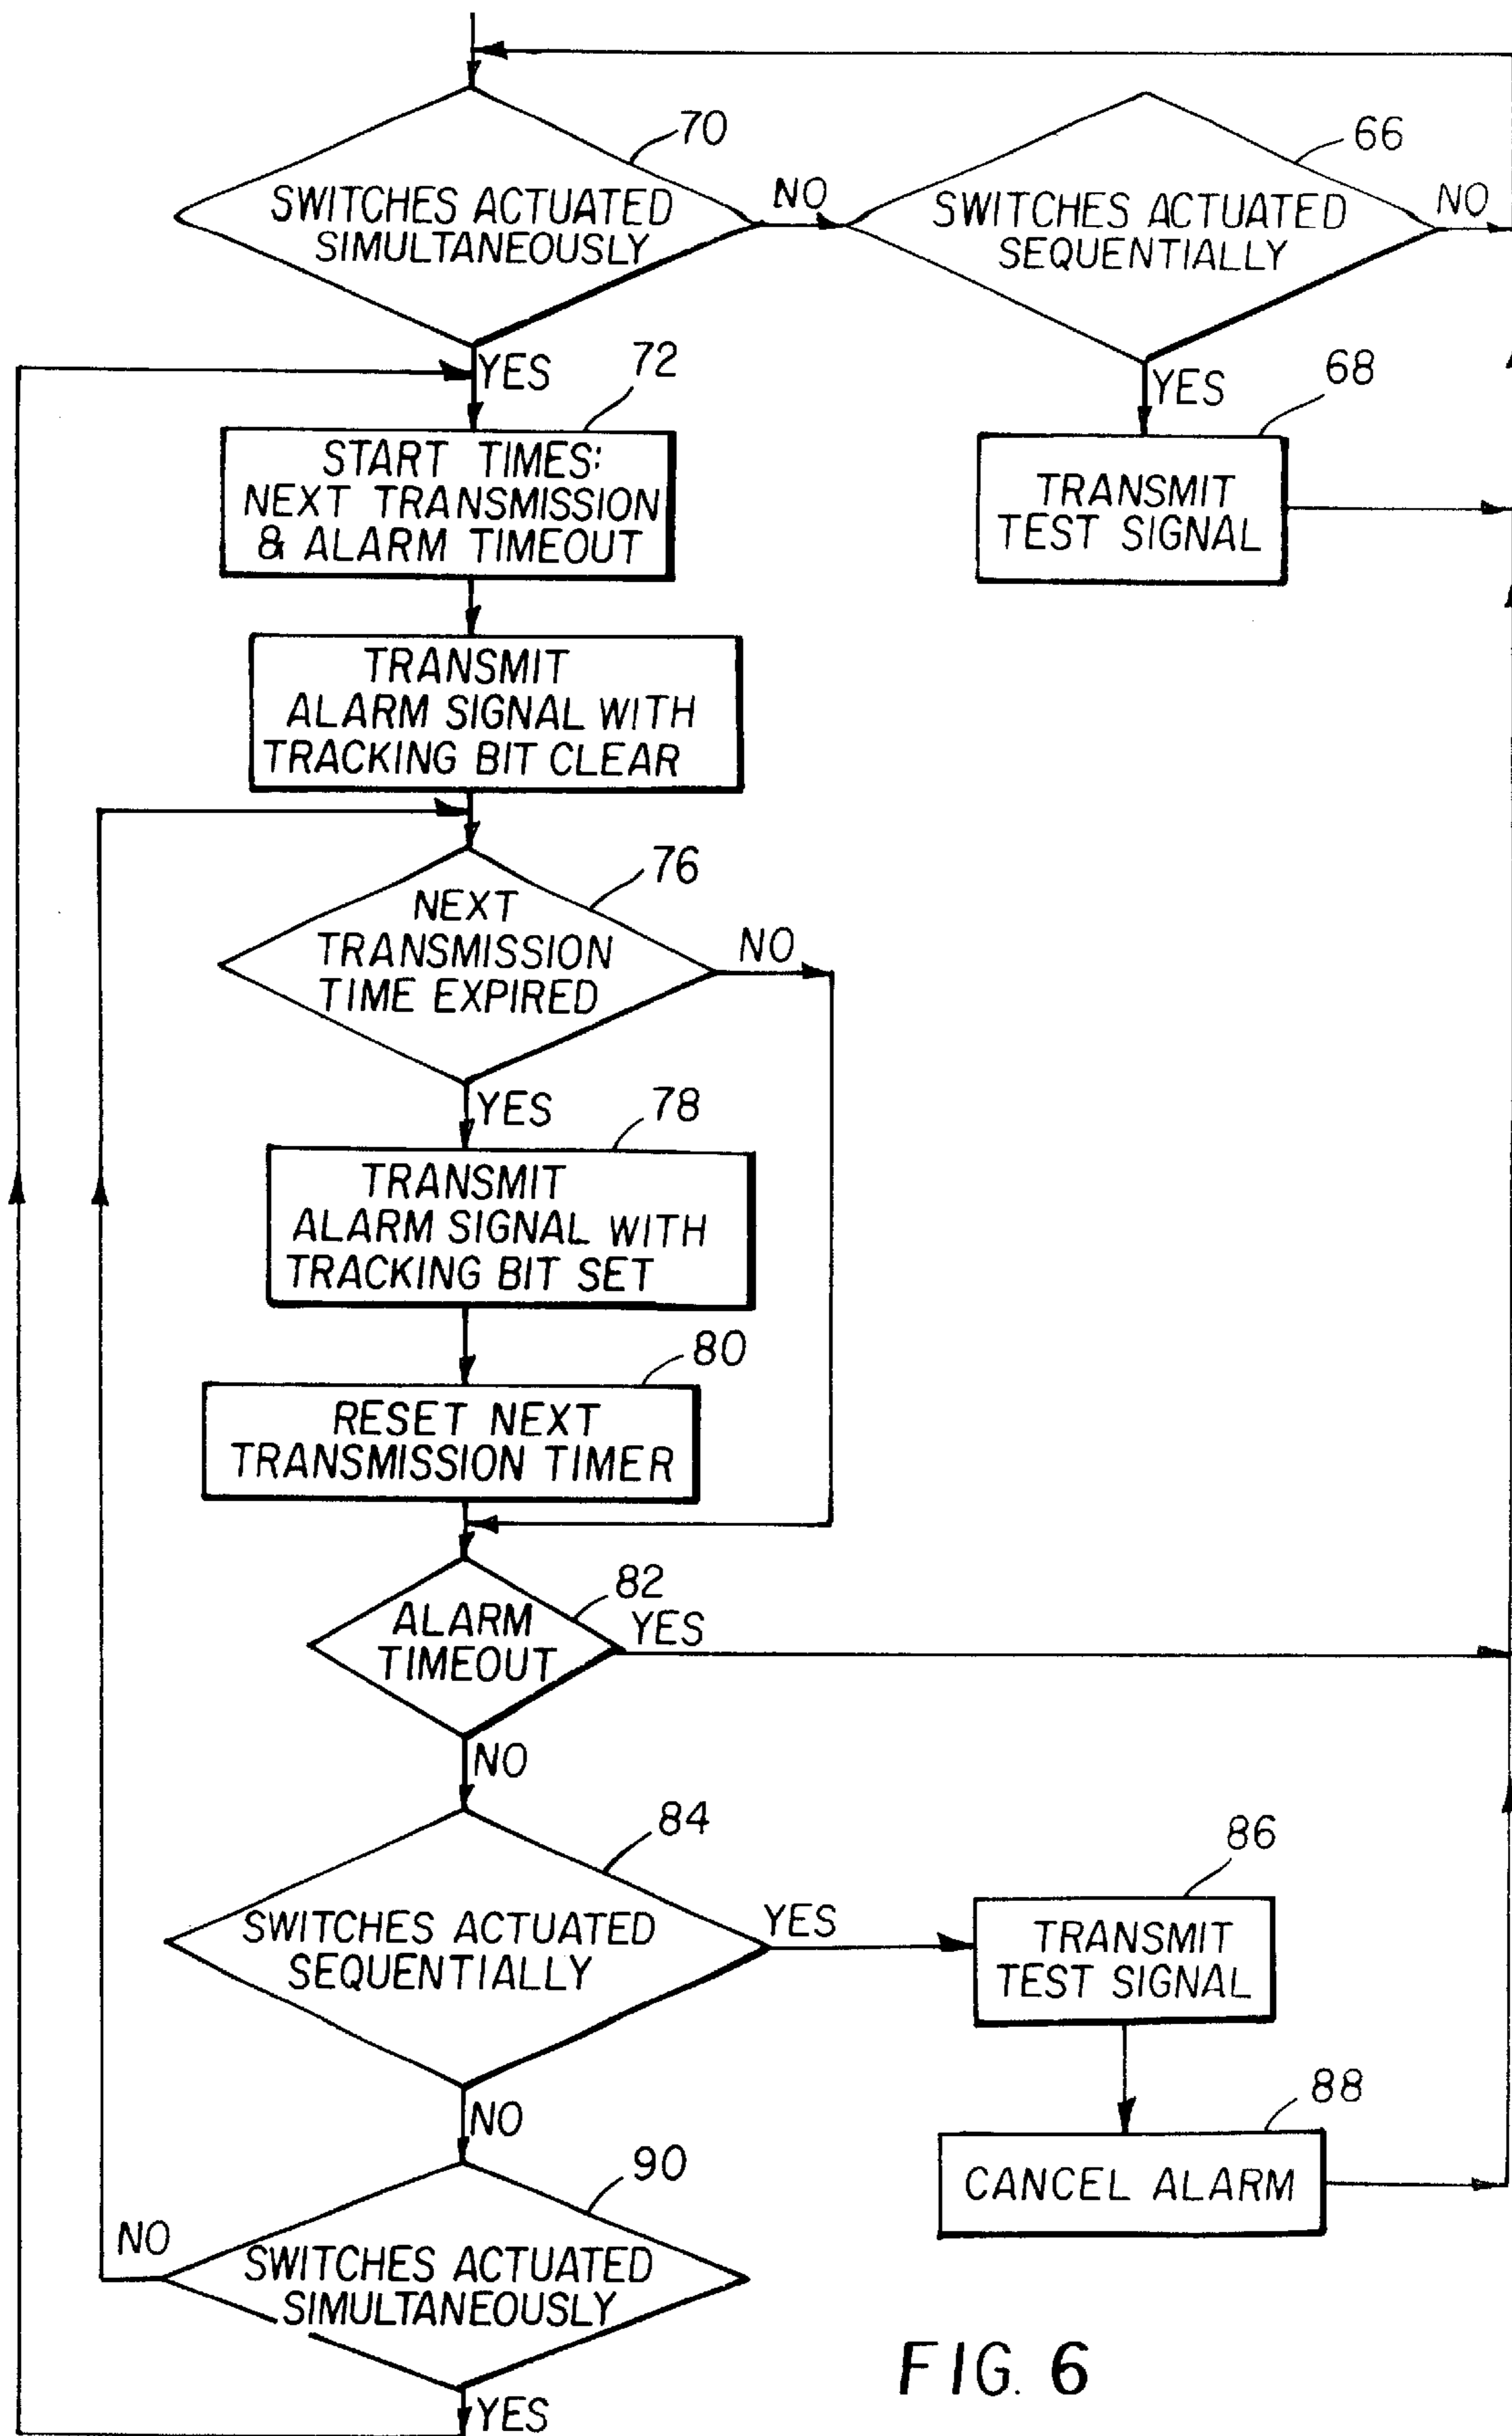 70
SWITCHES ACTUATED
SIMULTANEOUSLY
NO
66
SWITCHES ACTUATED
SEQUENTIALLY
NO
YES
72
START TIMES:
NEXT TRANSMISSION
& ALARM TIMEOUT
YES
68
TRANSMIT
TEST SIGNAL
TRANSMIT
ALARM SIGNAL WITH
TRACKING BIT CLEAR
76
NEXT
TRANSMISSION
TIME EXPIRED
NO
YES
78
TRANSMIT
ALARM SIGNAL WITH
TRACKING BIT SET
80
RESET NEXT
TRANSMISSION TIMER
82
ALARM
TIMEOUT
YES
NO
84
SWITCHES ACTUATED
SEQUENTIALLY
YES
86
TRANSMIT
TEST SIGNAL
NO
88
CANCEL ALARM
90
SWITCHES ACTUATED
SIMULTANEOUSLY
NO
YES
FIG. 6